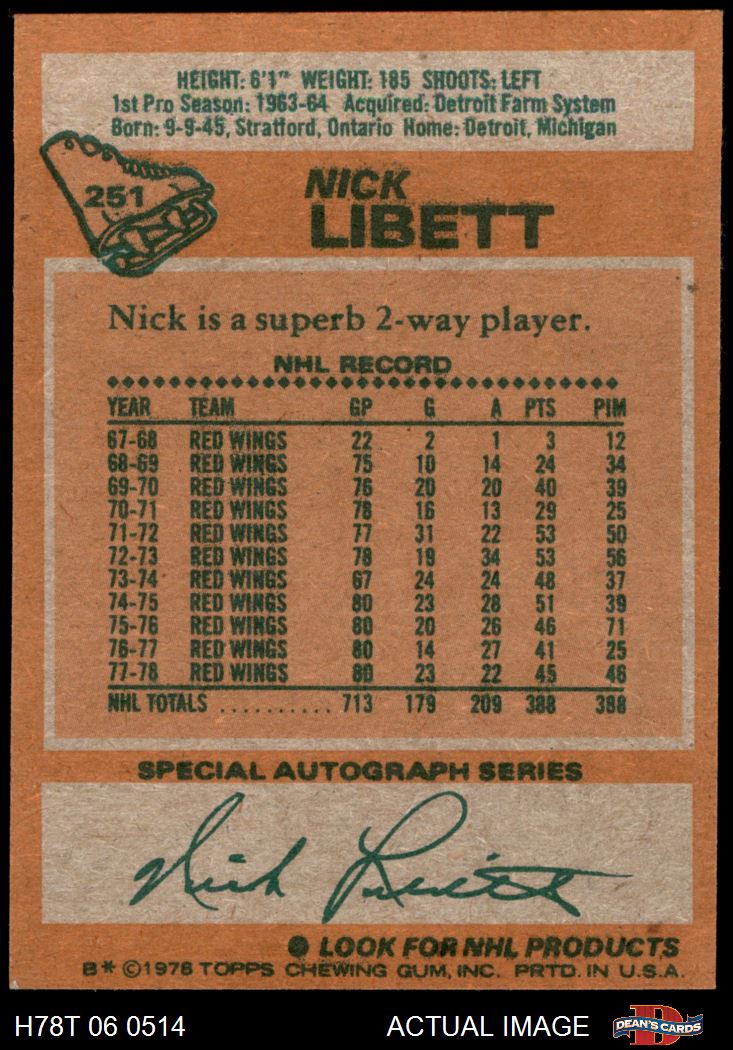 HEIGHT: 6'1" WEIGHT: 185 SHOOTS: LEFT
1st Pro Season: 1963-64 Acquired: Detroit Farm System
Born: 9-9-45, Stratford, Ontario Home: Detroit, Michigan
251
NICK
LIBETT
Nick is a superb 2-way player.
NHL RECORD
YEAR TEAM GP G A PTS PIM
67-68 RED WINGS 22 2 1 3 12
68-69 RED WINGS 75 10 14 24 34
69-70 RED WINGS 76 20 20 40 39
70-71 RED WINGS 78 16 13 29 25
71-72 RED WINGS 77 31 22 53 50
72-73 RED WINGS 78 19 34 53 56
73-74 RED WINGS 67 24 24 48 37
74-75 RED WINGS 80 23 28 51 39
75-76 RED WINGS 80 20 26 46 71
76-77 RED WINGS 80 14 27 41 25
77-78 RED WINGS 80 23 22 45 46
NHL TOTALS .......... 713 179 209 388 398
SPECIAL AUTOGRAPH SERIES
Nick Libett
● LOOK FOR NHL PRODUCTS
B* ©1978 TOPPS CHEWING GUM, INC. PRTD. IN U.S.A.
H78T 06 0514 ACTUAL IMAGE D DEAN'S CARDS